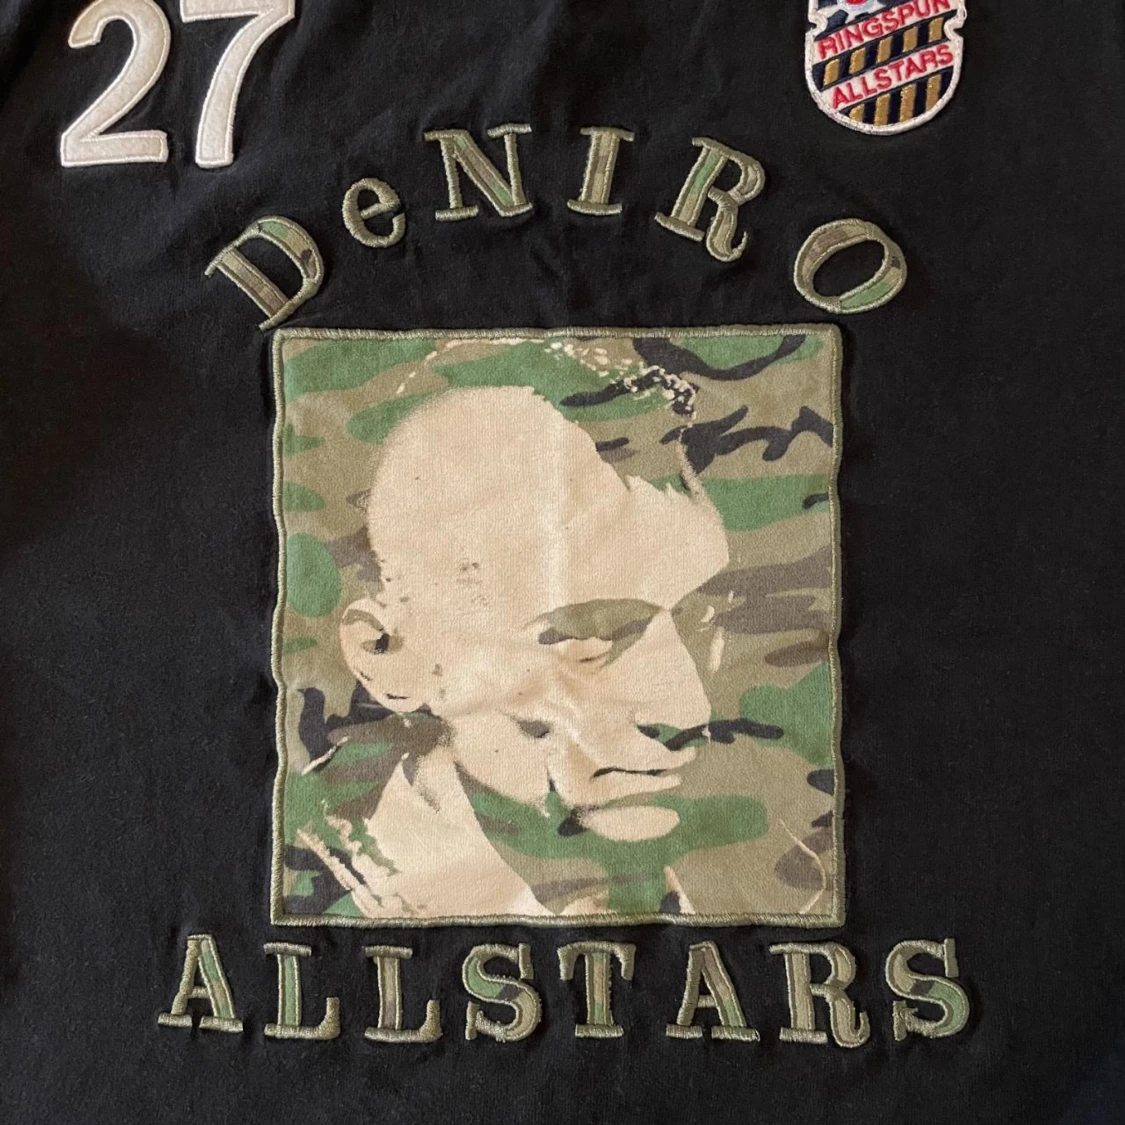 27
RINGSPUN
ALLSTARS
DeNIRO
ALLSTARS